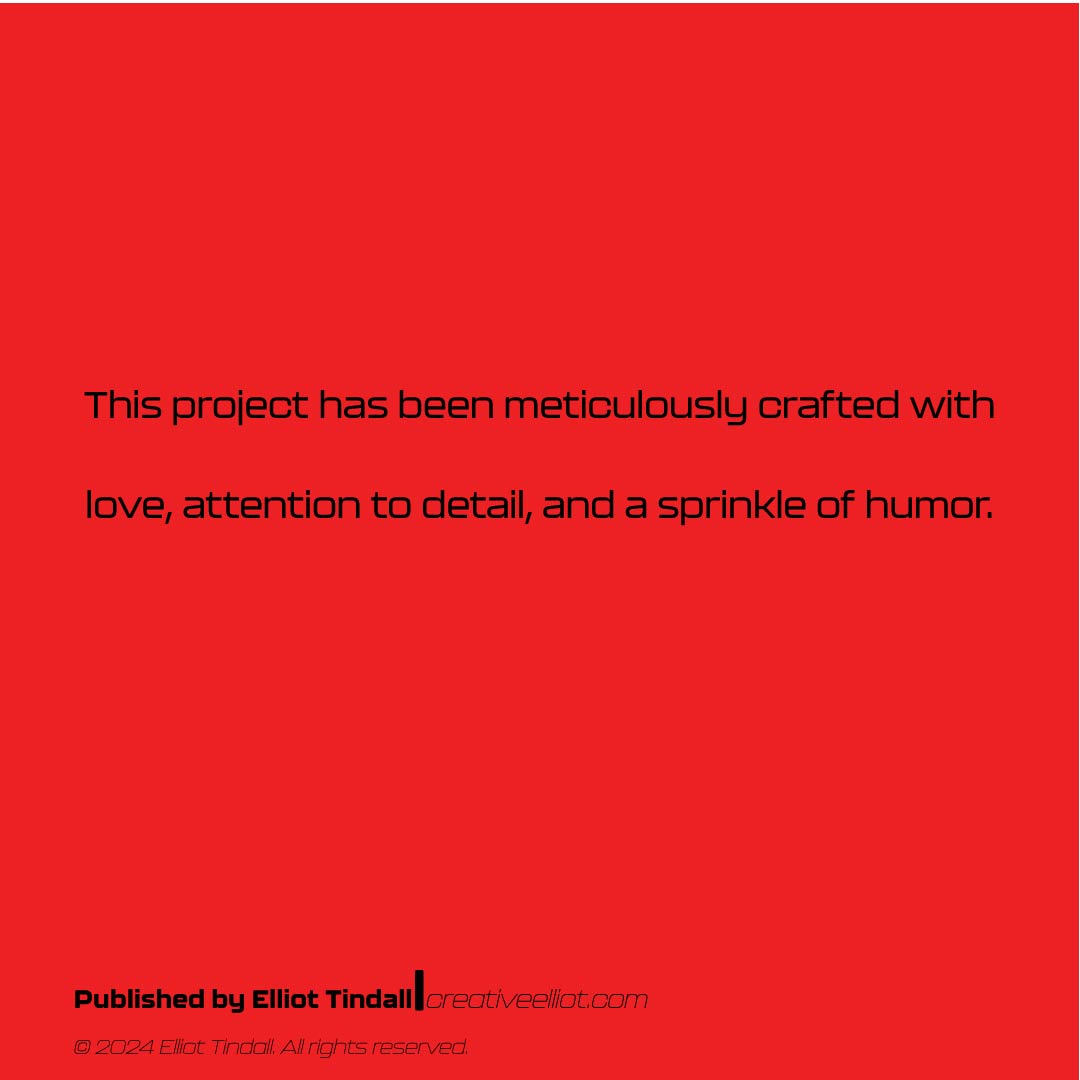 This project has been meticulously crafted with
love, attention to detail, and a sprinkle of humor.
Published by Elliot Tindall|creativeelliot.com
© 2024 Elliot Tindall. All rights reserved.